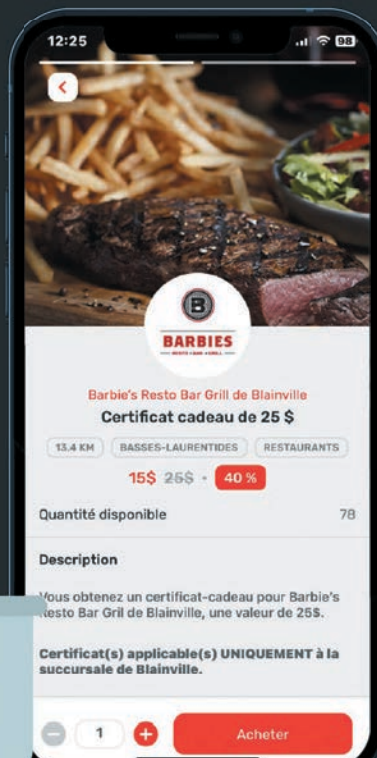 12:25
98
B
BARBIES
RESTO • BAR • GRILL
Barbie's Resto Bar Grill de Blainville
Certificat cadeau de 25 $
13.4 KM BASSES-LAURENTIDES RESTAURANTS
15$ 25$ - 40 %
Quantité disponible 78
Description
Vous obtenez un certificat-cadeau pour Barbie's
Resto Bar Gril de Blainville, une valeur de 25$.
Certificat(s) applicable(s) UNIQUEMENT à la
succursale de Blainville.
1 Acheter